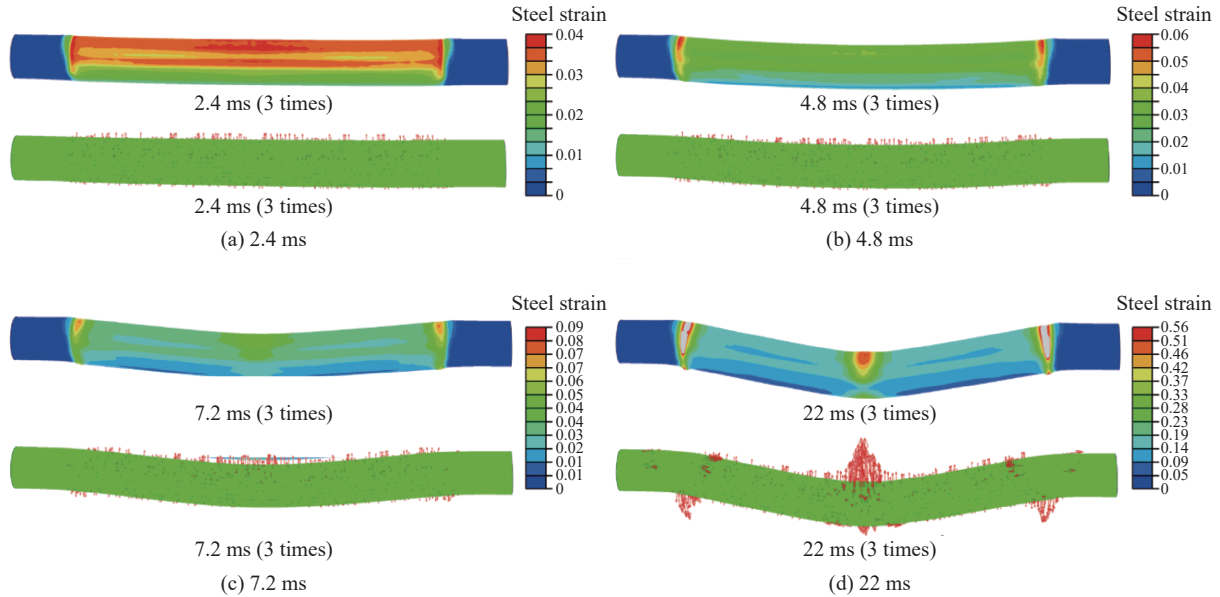 Steel strain
0.04
0.03
0.02
0.01
0
2.4 ms (3 times)
2.4 ms (3 times)
(a) 2.4 ms
Steel strain
0.06
0.05
0.04
0.03
0.02
0.01
0
4.8 ms (3 times)
4.8 ms (3 times)
(b) 4.8 ms
Steel strain
0.09
0.08
0.07
0.06
0.06
0.05
0.04
0.04
0.03
0.02
0.01
0.01
0
7.2 ms (3 times)
7.2 ms (3 times)
(c) 7.2 ms
Steel strain
0.56
0.51
0.46
0.42
0.37
0.33
0.28
0.23
0.19
0.14
0.09
0.05
0
22 ms (3 times)
22 ms (3 times)
(d) 22 ms